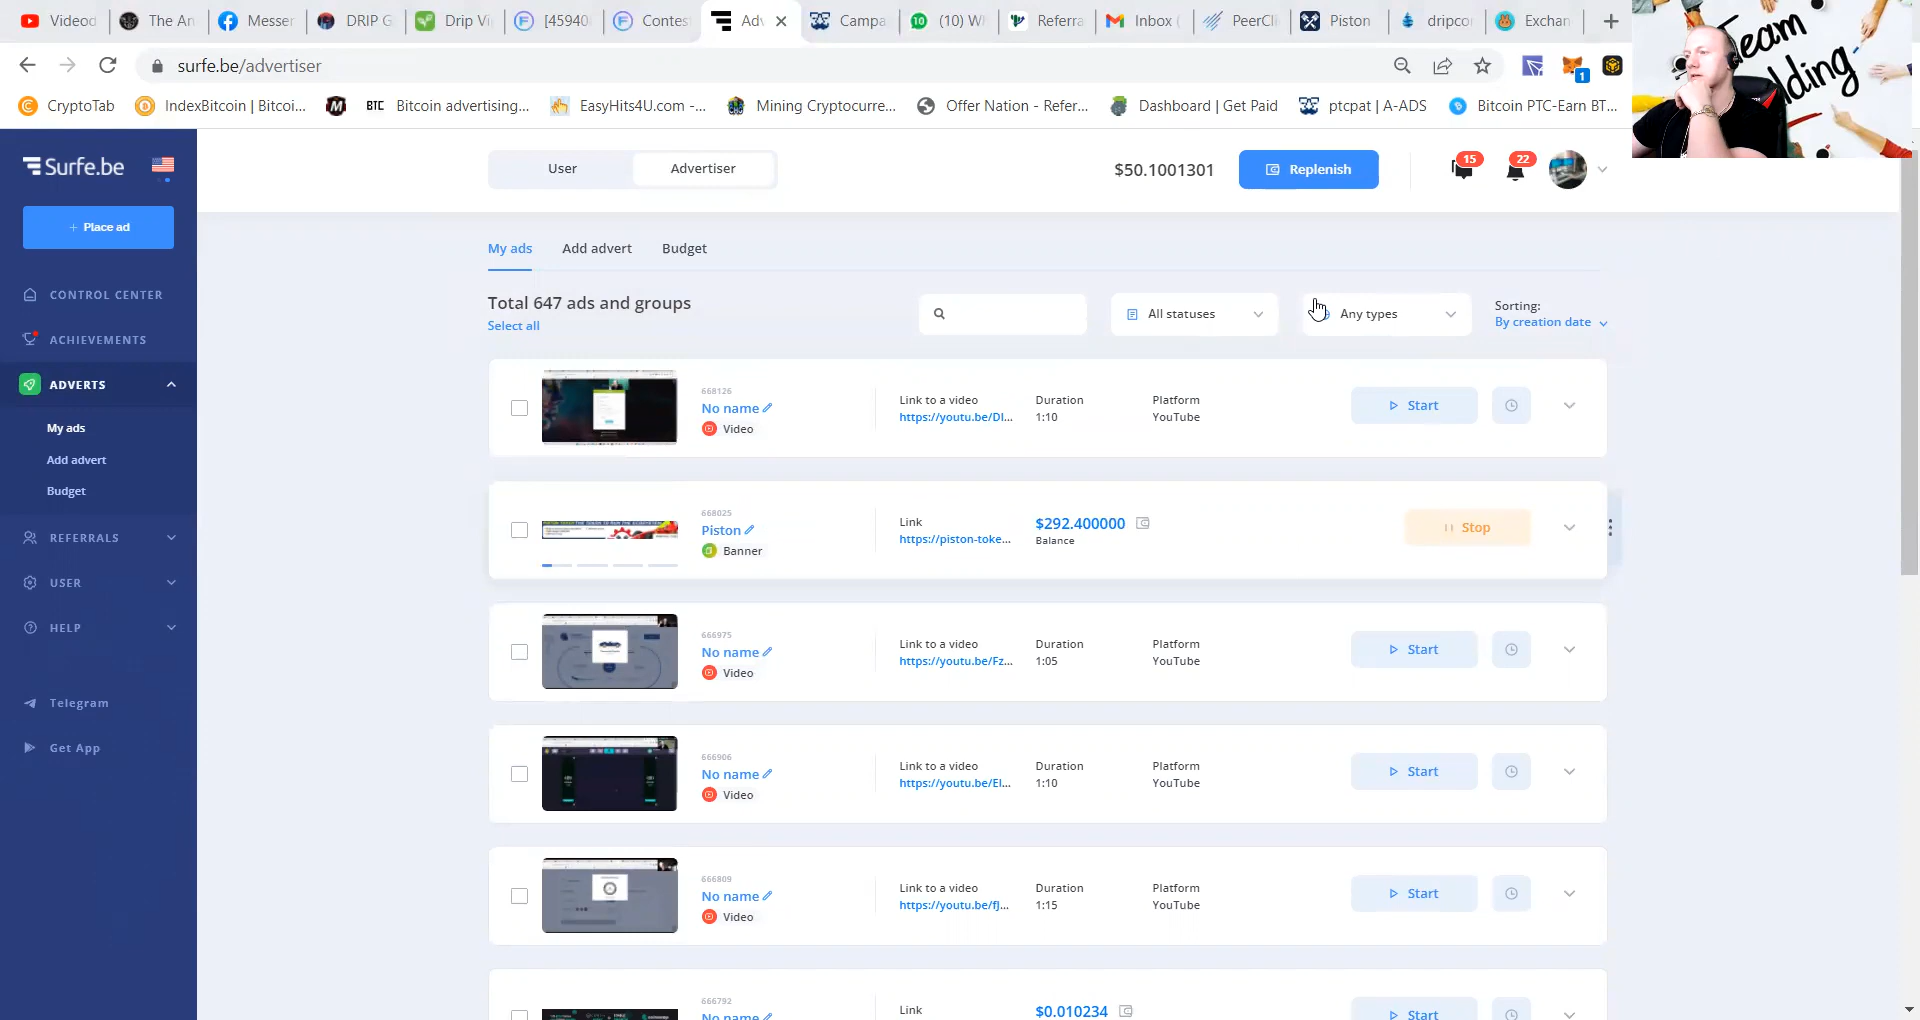 Videod
The An
Messer
DRIP G
Drip Vi
[45940
Contes
Adv
Campa
(10) W
Referra
Inbox (
PeerCli
Piston
dripcor
Exchan
surfe.be/advertiser
CryptoTab
IndexBitcoin | Bitcoi...
BTC Bitcoin advertising...
EasyHits4U.com -...
Mining Cryptocurre...
Offer Nation - Refer...
Dashboard | Get Paid
ptcpat | A-ADS
Bitcoin PTC-Earn BT...
Team
Surfe.be
User
Advertiser
$50.1001301
Replenish
15
22
+ Place ad
CONTROL CENTER
ACHIEVEMENTS
ADVERTS
My ads
Add advert
Budget
REFERRALS
USER
HELP
Telegram
Get App
My ads
Add advert
Budget
Total 647 ads and groups
Select all
All statuses
Any types
Sorting:
By creation date
668126
No name
Video
Link to a video
https://youtu.be/DI...
Duration
1:10
Platform
YouTube
Start
668025
Piston
Banner
Link
https://piston-toke...
$292.400000
Balance
Stop
666975
No name
Video
Link to a video
https://youtu.be/Fz...
Duration
1:05
Platform
YouTube
Start
666906
No name
Video
Link to a video
https://youtu.be/El...
Duration
1:10
Platform
YouTube
Start
666809
No name
Video
Link to a video
https://youtu.be/fJ...
Duration
1:15
Platform
YouTube
Start
666792
No name
Link
$0.010234
Start